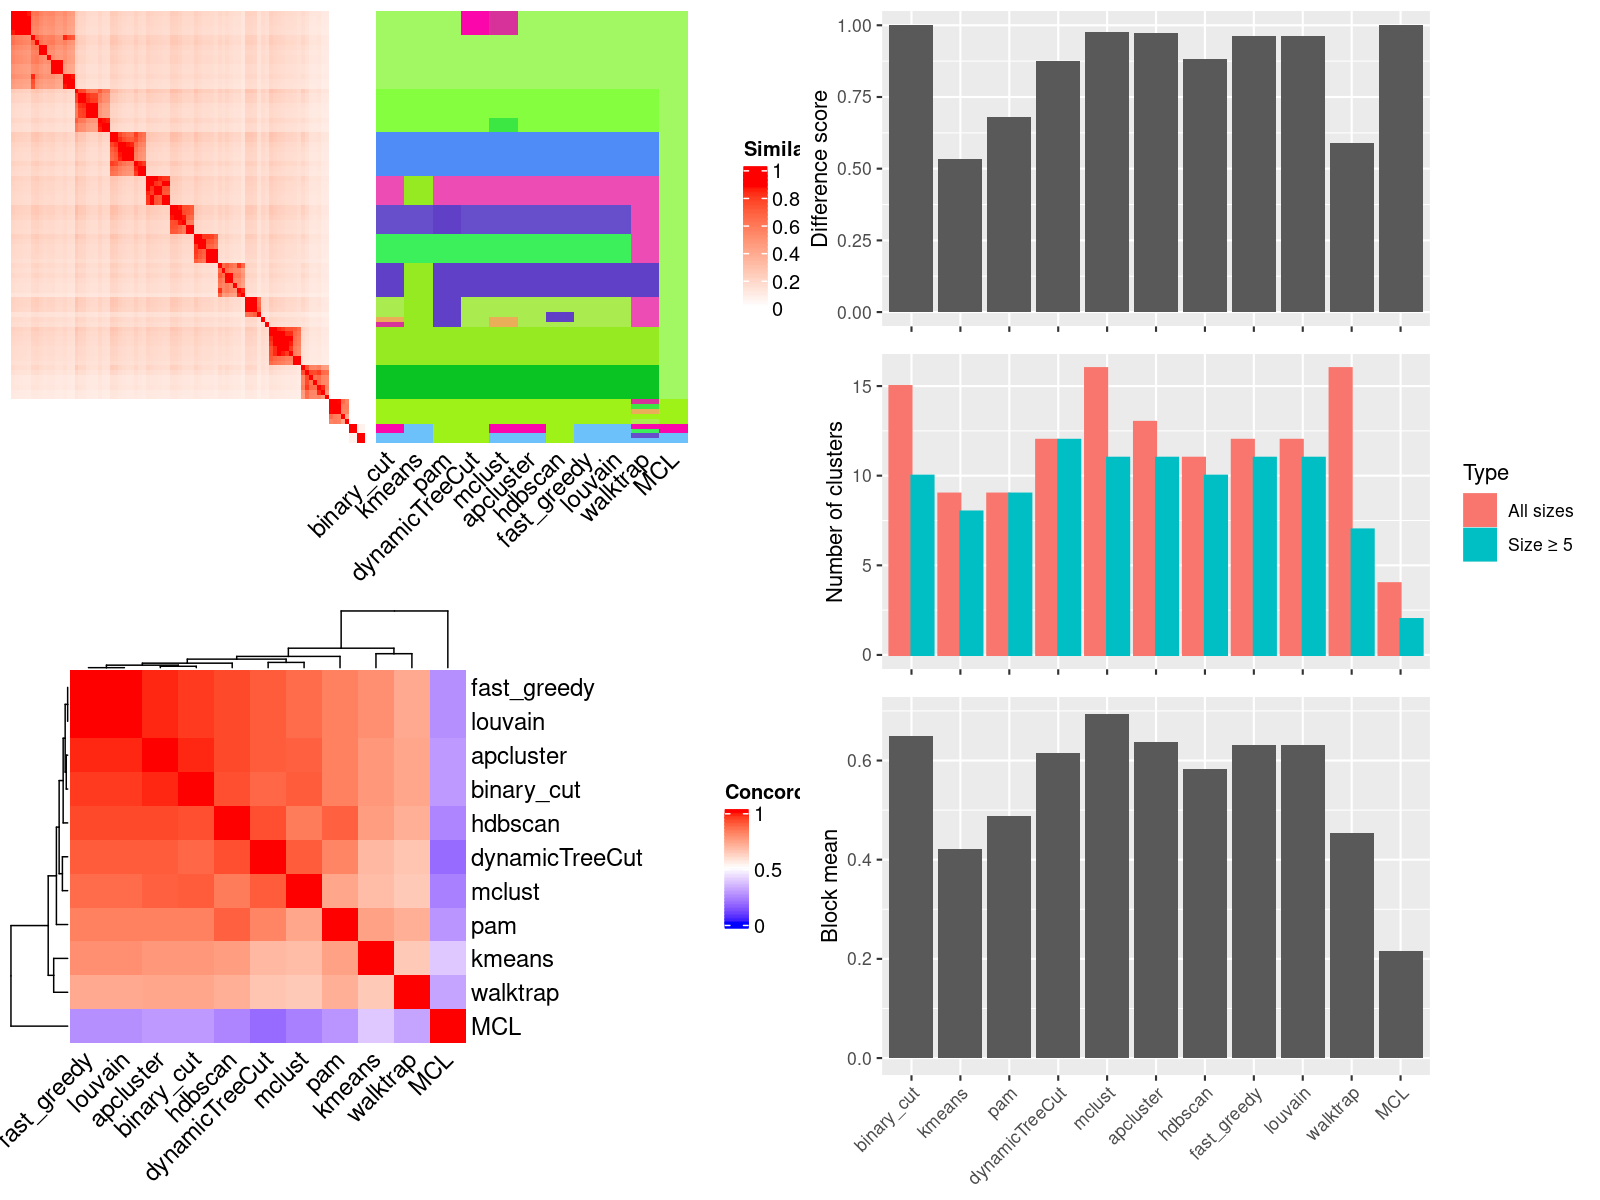 Simila
1
0.8
0.6
0.4
0.2
0
binary_cut
kmeans
pam
dynamicTreeCut
mclust
apcluster
hdbscan
fast_greedy
louvain
walktrap
MCL
fast_greedy
louvain
apcluster
binary_cut
hdbscan
dynamicTreeCut
mclust
pam
kmeans
walktrap
MCL
Concor
1
0.5
0
fast_greedy
louvain
apcluster
binary_cut
hdbscan
dynamicTreeCut
mclust
pam
kmeans
walktrap
MCL
Difference score
1.00
0.75
0.50
0.25
0.00
Number of clusters
15
10
5
0
Type
All sizes
Size ≥ 5
Block mean
0.6
0.4
0.2
0.0
binary_cut
kmeans
pam
dynamicTreeCut
mclust
apcluster
hdbscan
fast_greedy
louvain
walktrap
MCL